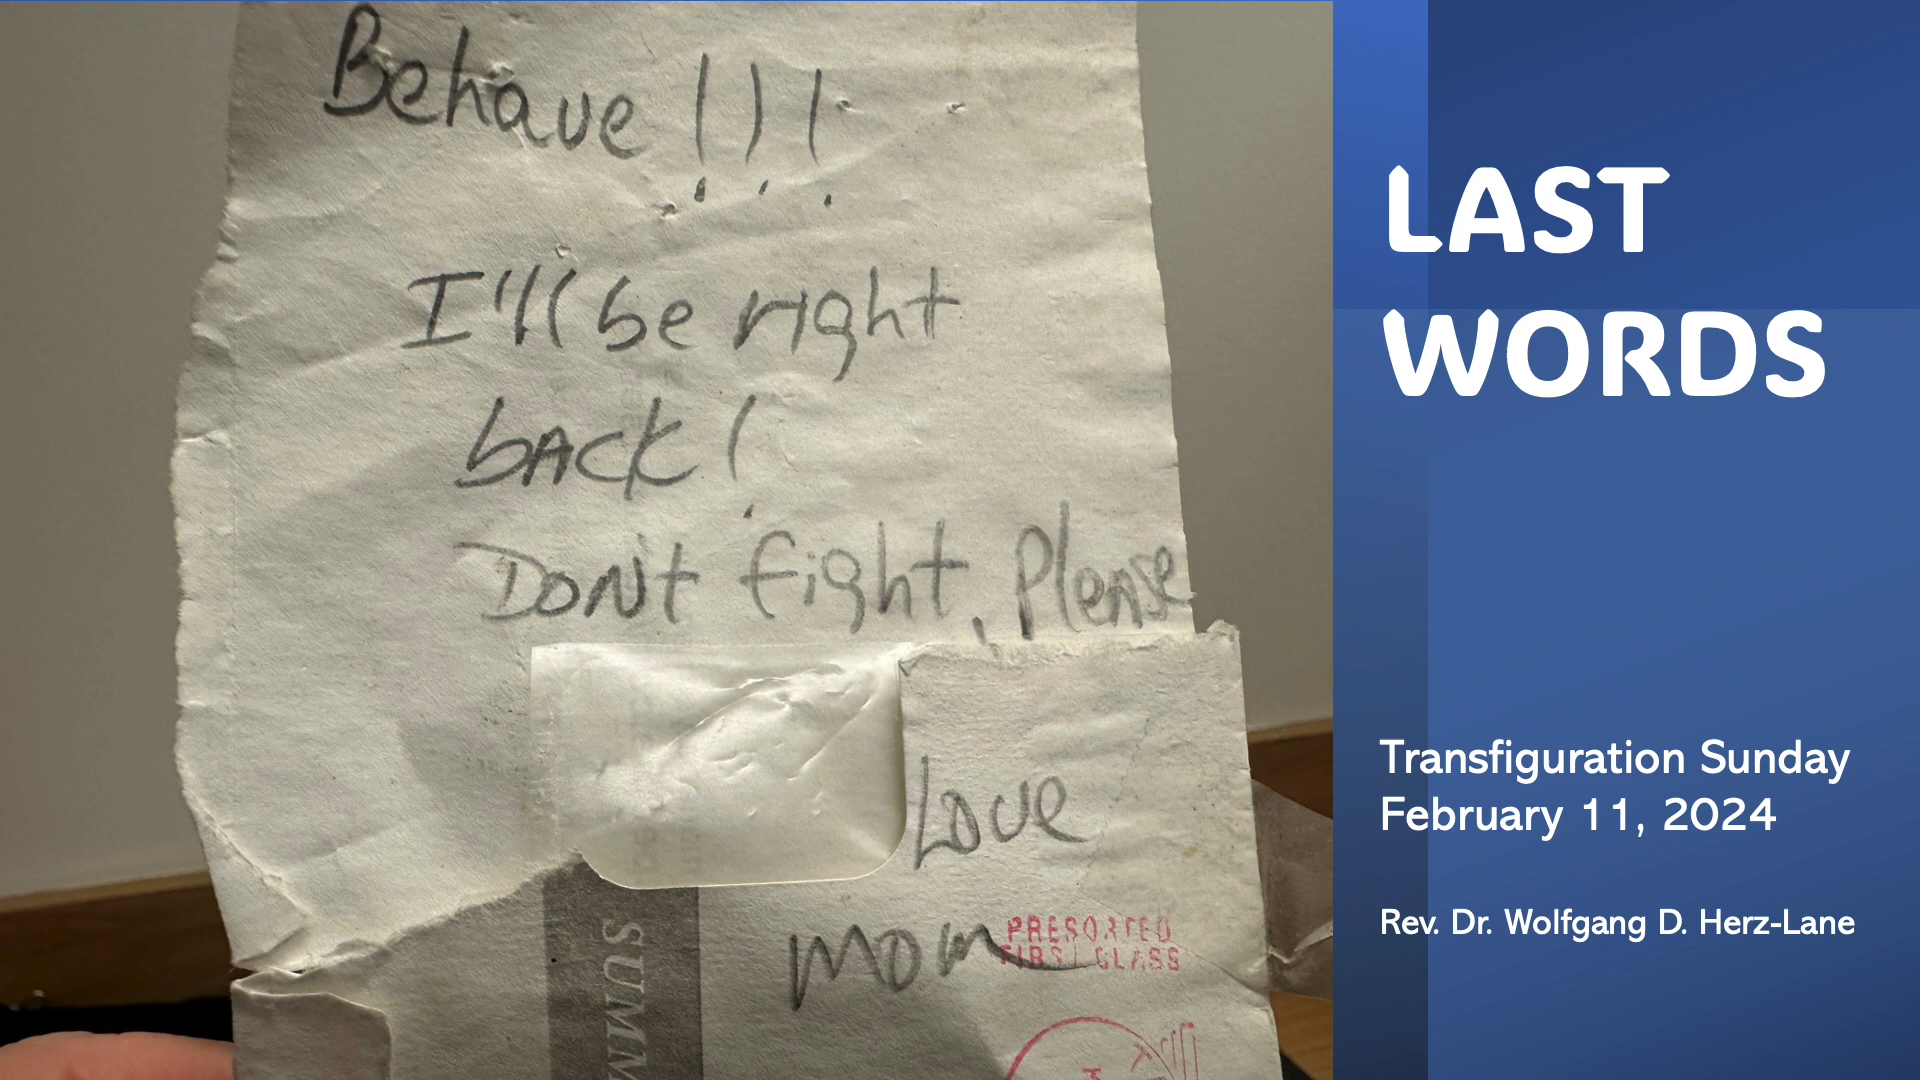 Behave!!!
I'll be right
back!
Don't fight, Please
Love
Mom
PRESORTED
FIRST CLASS
SUMM
LAST
WORDS
Transfiguration Sunday
February 11, 2024
Rev. Dr. Wolfgang D. Herz-Lane